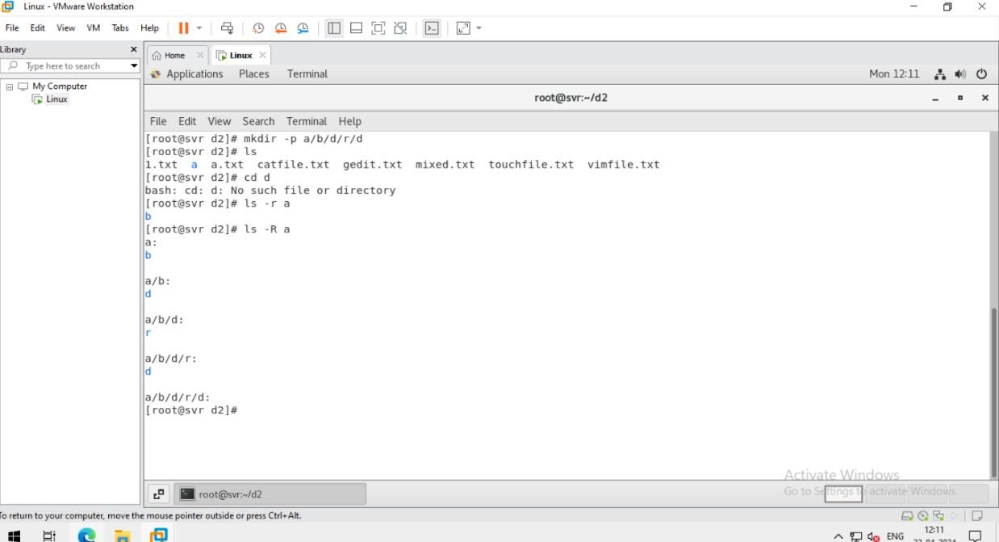 Linux - VMware Workstation
File Edit View VM Tabs Help
Library
Type here to search
My Computer
Linux
Home
Linux
Applications Places Terminal
Mon 12:11
root@svr:~/d2
File Edit View Search Terminal Help
[root@svr d2]# mkdir -p a/b/d/r/d
[root@svr d2]# ls
1.txt a a.txt catfile.txt gedit.txt mixed.txt touchfile.txt vimfile.txt
[root@svr d2]# cd d
bash: cd: d: No such file or directory
[root@svr d2]# ls -r a
b
[root@svr d2]# ls -R a
a:
b
a/b:
d
a/b/d:
r
a/b/d/r:
d
a/b/d/r/d:
[root@svr d2]#
Activate Windows
Go to Settings to activate Windows.
root@svr:~/d2
To return to your computer, move the mouse pointer outside or press Ctrl+Alt.
ENG
12:11